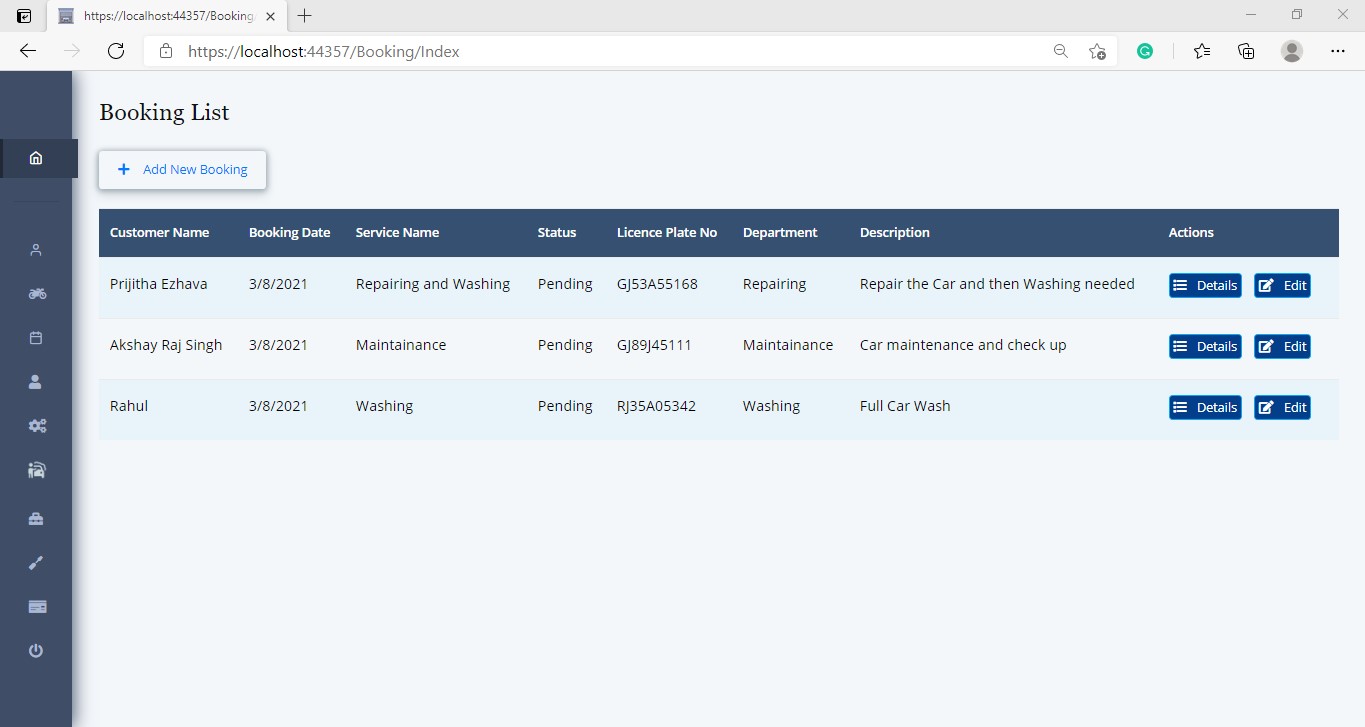 https://localhost:44357/Booking
https://localhost:44357/Booking/Index
Booking List
Add New Booking
Customer Name Booking Date Service Name Status Licence Plate No Department Description Actions
Prijitha Ezhava 3/8/2021 Repairing and Washing Pending GJ53A55168 Repairing Repair the Car and then Washing needed Details Edit
Akshay Raj Singh 3/8/2021 Maintainance Pending GJ89J45111 Maintainance Car maintenance and check up Details Edit
Rahul 3/8/2021 Washing Pending RJ35A05342 Washing Full Car Wash Details Edit